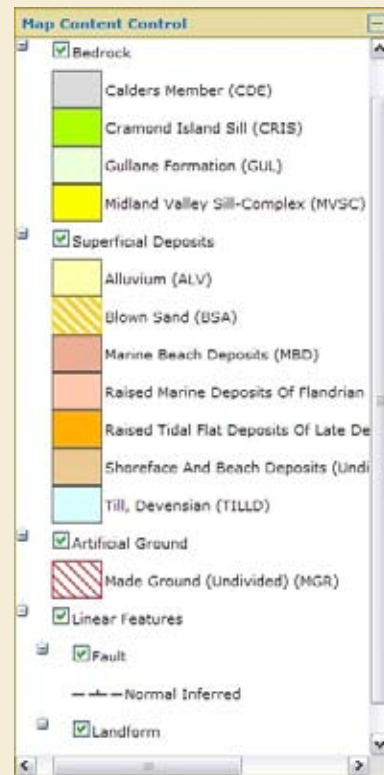 Map Content Control
Bedrock
Calders Member (CDE)
Cramond Island Sill (CRIS)
Gullane Formation (GUL)
Midland Valley Sill-Complex (MVSC)
Superficial Deposits
Alluvium (ALV)
Blown Sand (BSA)
Marine Beach Deposits (MBD)
Raised Marine Deposits Of Flandrian
Raised Tidal Flat Deposits Of Late De
Shoreface And Beach Deposits (Undi
Till, Devensian (TILLD)
Artificial Ground
Made Ground (Undivided) (MGR)
Linear Features
Fault
Normal Inferred
Landform